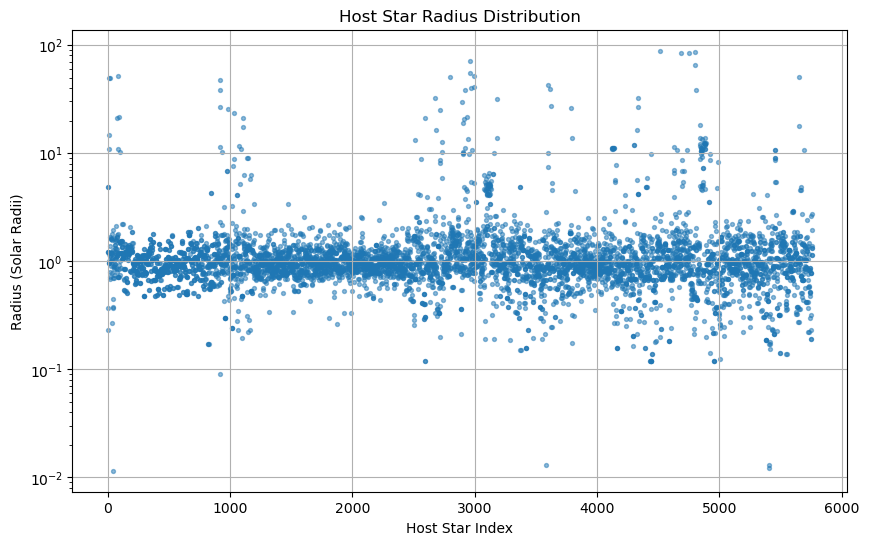 Host Star Radius Distribution
Radius (Solar Radii)
10²
10¹
10⁰
10⁻¹
10⁻²
0 1000 2000 3000 4000 5000 6000
Host Star Index